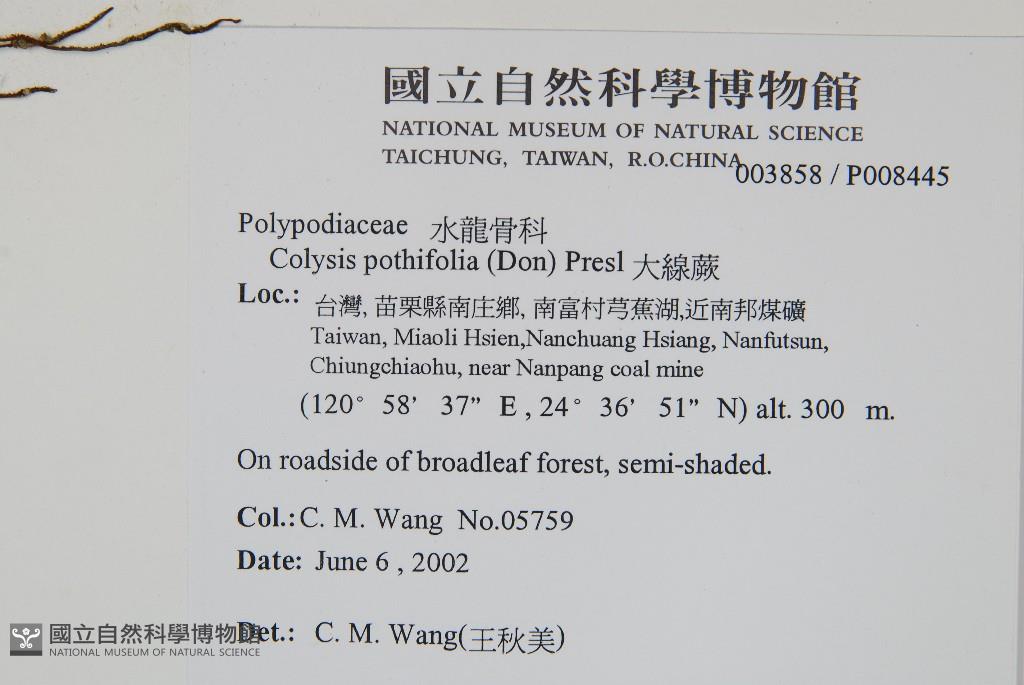 國立自然科學博物館
NATIONAL MUSEUM OF NATURAL SCIENCE
TAICHUNG, TAIWAN, R.O.CHINA
003858 / P008445
Polypodiaceae 水龍骨科
Colysis pothifolia (Don) Presl 大線蕨
Loc.: 台灣, 苗栗縣南庄鄉, 南富村芎蕉湖,近南邦煤礦
Taiwan, Miaoli Hsien,Nanchuang Hsiang, Nanfutsun,
Chiungchiaohu, near Nanpang coal mine
(120° 58’ 37” E , 24° 36’ 51” N) alt. 300 m.
On roadside of broadleaf forest, semi-shaded.
Col.: C. M. Wang No.05759
Date: June 6 , 2002
Det.: C. M. Wang(王秋美)
國立自然科學博物館
NATIONAL MUSEUM OF NATURAL SCIENCE